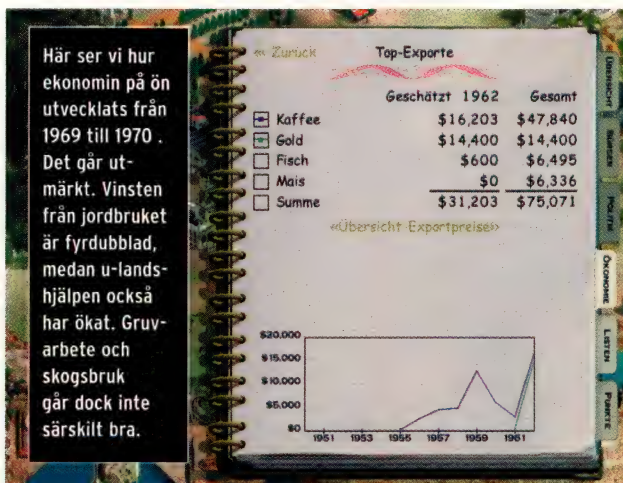 Här ser vi hur
ekonomin på ön
utvecklats från
1969 till 1970 .
Det går ut-
märkt. Vinsten
från jordbruket
är fyrdubblad,
medan u-lands-
hjälpen också
har ökat. Gruv-
arbete och
skogsbruk
går dock inte
särskilt bra.
«« Zurück Top-Exporte
Geschätzt 1962 Gesamt
Kaffee $16,203 $47,840
Gold $14,400 $14,400
Fisch $600 $6,495
Mais $0 $6,336
Summe $31,203 $75,071
«Übersicht Exportpreise»
$20,000
$15,000
$10,000
$5,000
$0
1951 1953 1955 1957 1959 1961
ÜBERSICHT
BÜRGER
POLITIK
ÖKONOMIE
LISTEN
PUNKTE